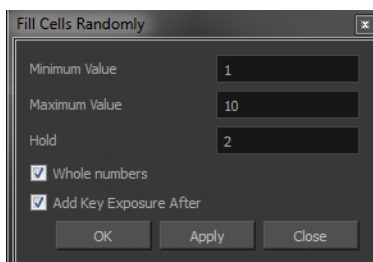 Fill Cells Randomly
Minimum Value 1
Maximum Value 10
Hold 2
Whole numbers
Add Key Exposure After
OK Apply Close